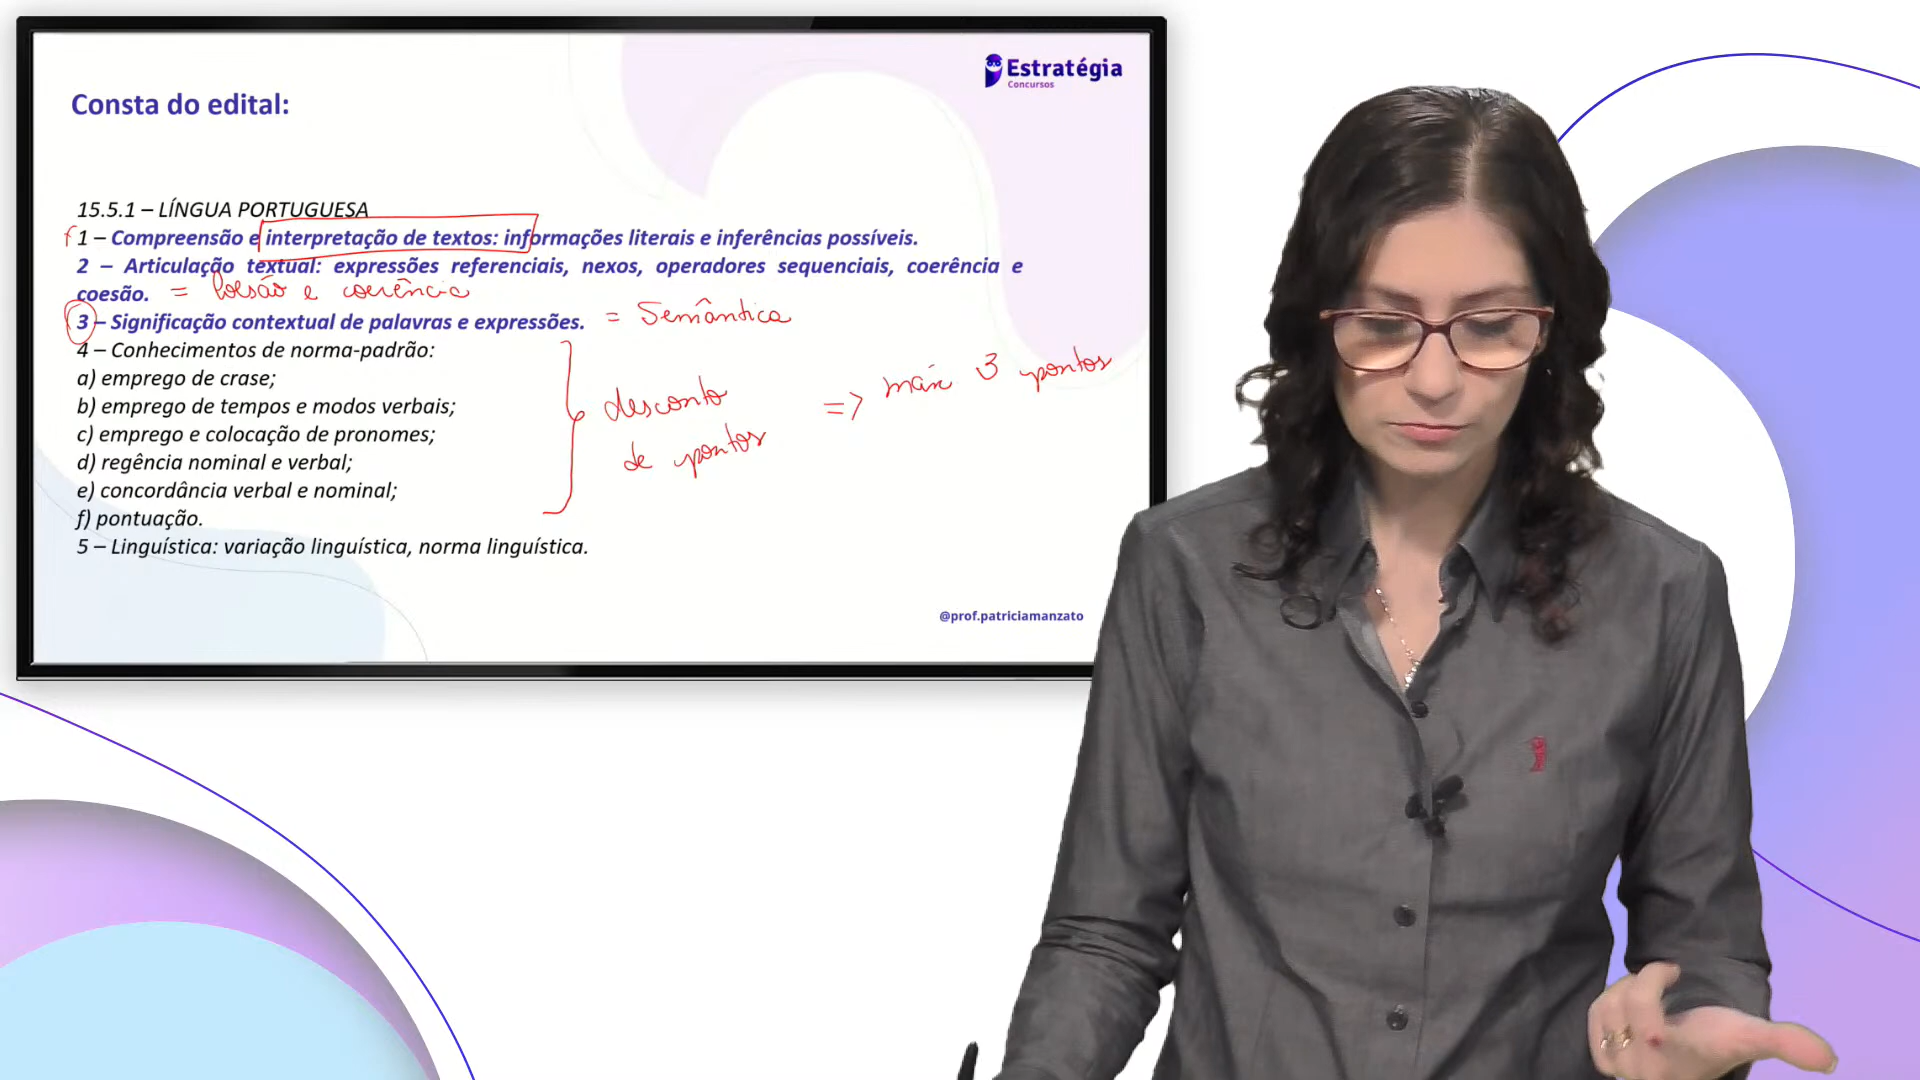 Estratégia
Concursos
Consta do edital:
15.5.1 – LÍNGUA PORTUGUESA
1 – Compreensão e interpretação de textos: informações literais e inferências possíveis.
2 – Articulação textual: expressões referenciais, nexos, operadores sequenciais, coerência e
coesão. = Coesão e coerência
3 – Significação contextual de palavras e expressões. = Semântica
4 – Conhecimentos de norma-padrão:
a) emprego de crase;
b) emprego de tempos e modos verbais;
c) emprego e colocação de pronomes;
d) regência nominal e verbal;
e) concordância verbal e nominal;
f) pontuação.
5 – Linguística: variação linguística, norma linguística.
desconto
de pontos
=> máx 3 pontos
@prof.patriciamanzato